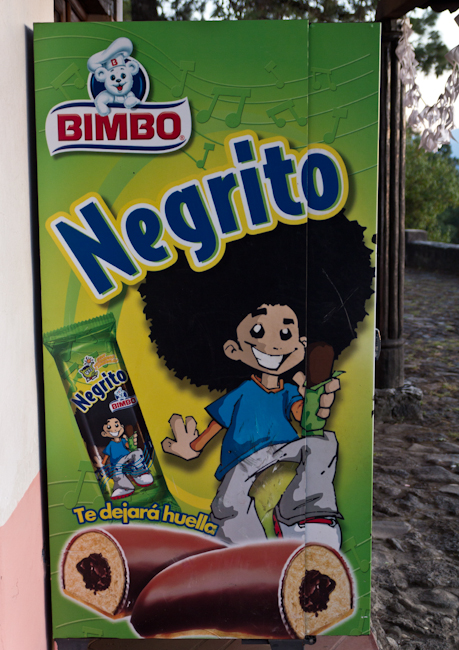 BIMBO
Negrito
Negrito
BIMBO
Te dejará huella